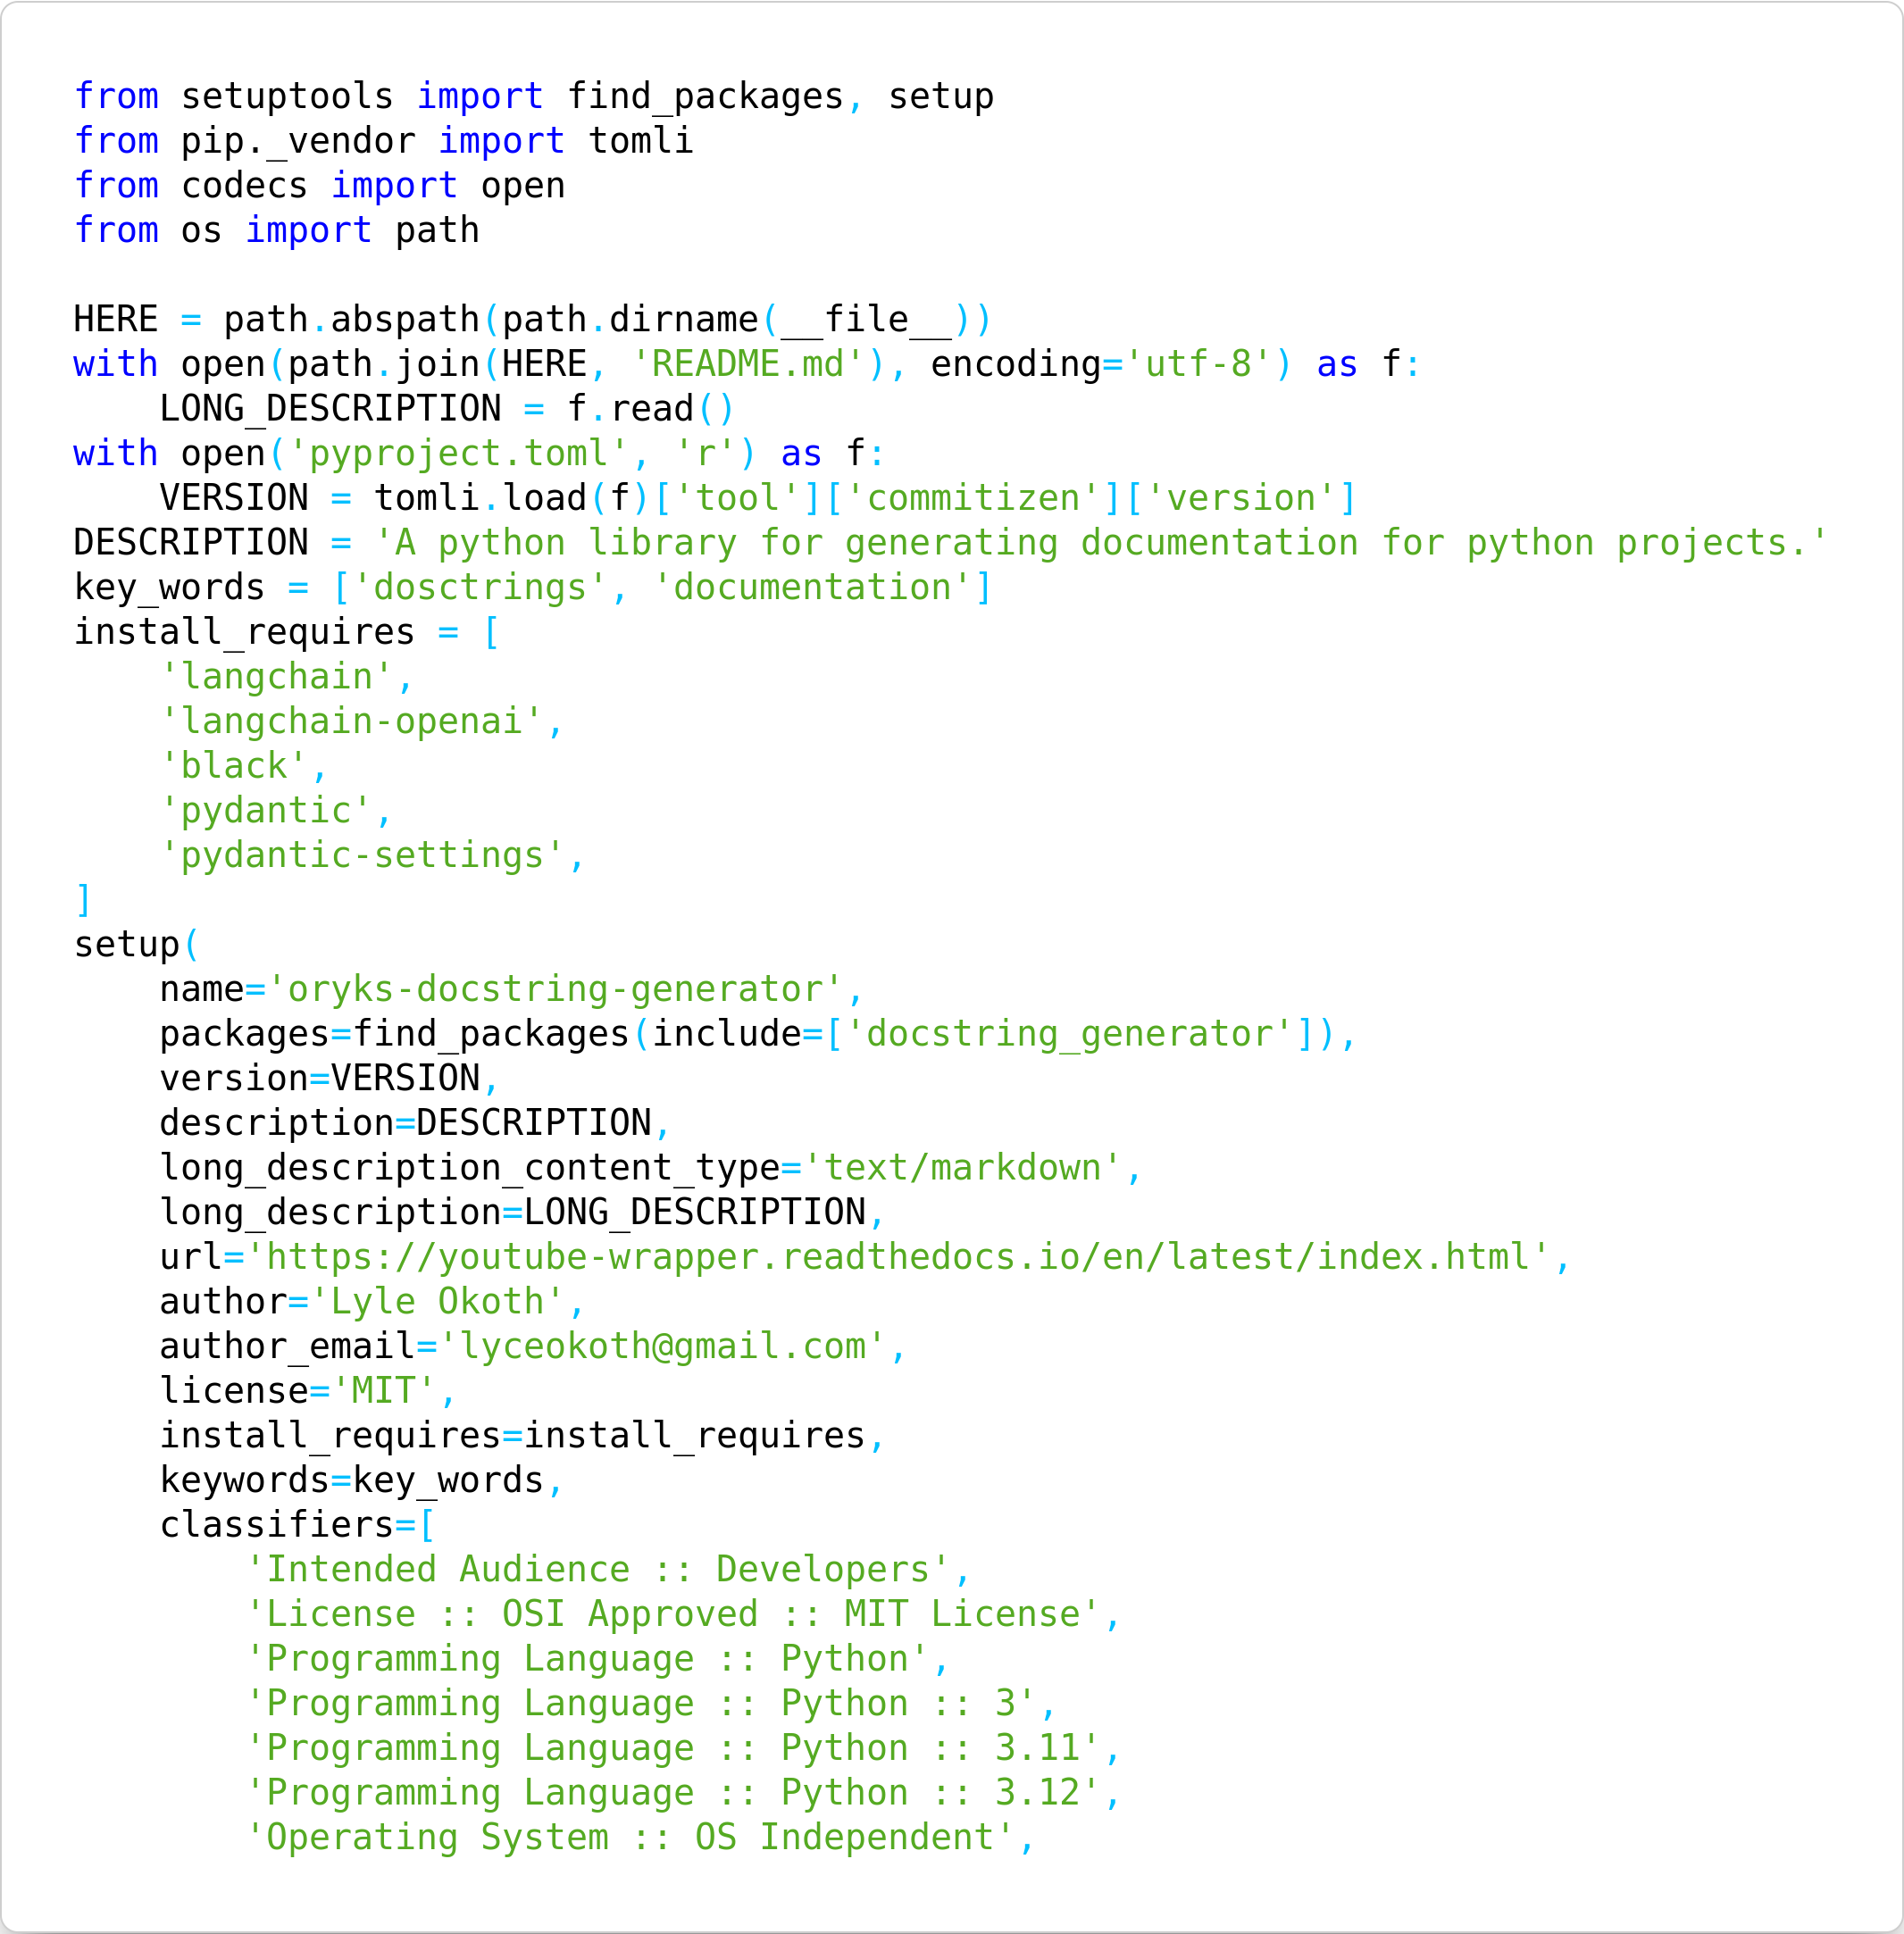 from setuptools import find_packages, setup
from pip._vendor import tomli
from codecs import open
from os import path

HERE = path.abspath(path.dirname(__file__))
with open(path.join(HERE, 'README.md'), encoding='utf-8') as f:
    LONG_DESCRIPTION = f.read()
with open('pyproject.toml', 'r') as f:
    VERSION = tomli.load(f)['tool']['commitizen']['version']
DESCRIPTION = 'A python library for generating documentation for python projects.'
key_words = ['dosctrings', 'documentation']
install_requires = [
    'langchain',
    'langchain-openai',
    'black',
    'pydantic',
    'pydantic-settings',
]
setup(
    name='oryks-docstring-generator',
    packages=find_packages(include=['docstring_generator']),
    version=VERSION,
    description=DESCRIPTION,
    long_description_content_type='text/markdown',
    long_description=LONG_DESCRIPTION,
    url='https://youtube-wrapper.readthedocs.io/en/latest/index.html',
    author='Lyle Okoth',
    author_email='lyceokoth@gmail.com',
    license='MIT',
    install_requires=install_requires,
    keywords=key_words,
    classifiers=[
        'Intended Audience :: Developers',
        'License :: OSI Approved :: MIT License',
        'Programming Language :: Python',
        'Programming Language :: Python :: 3',
        'Programming Language :: Python :: 3.11',
        'Programming Language :: Python :: 3.12',
        'Operating System :: OS Independent',